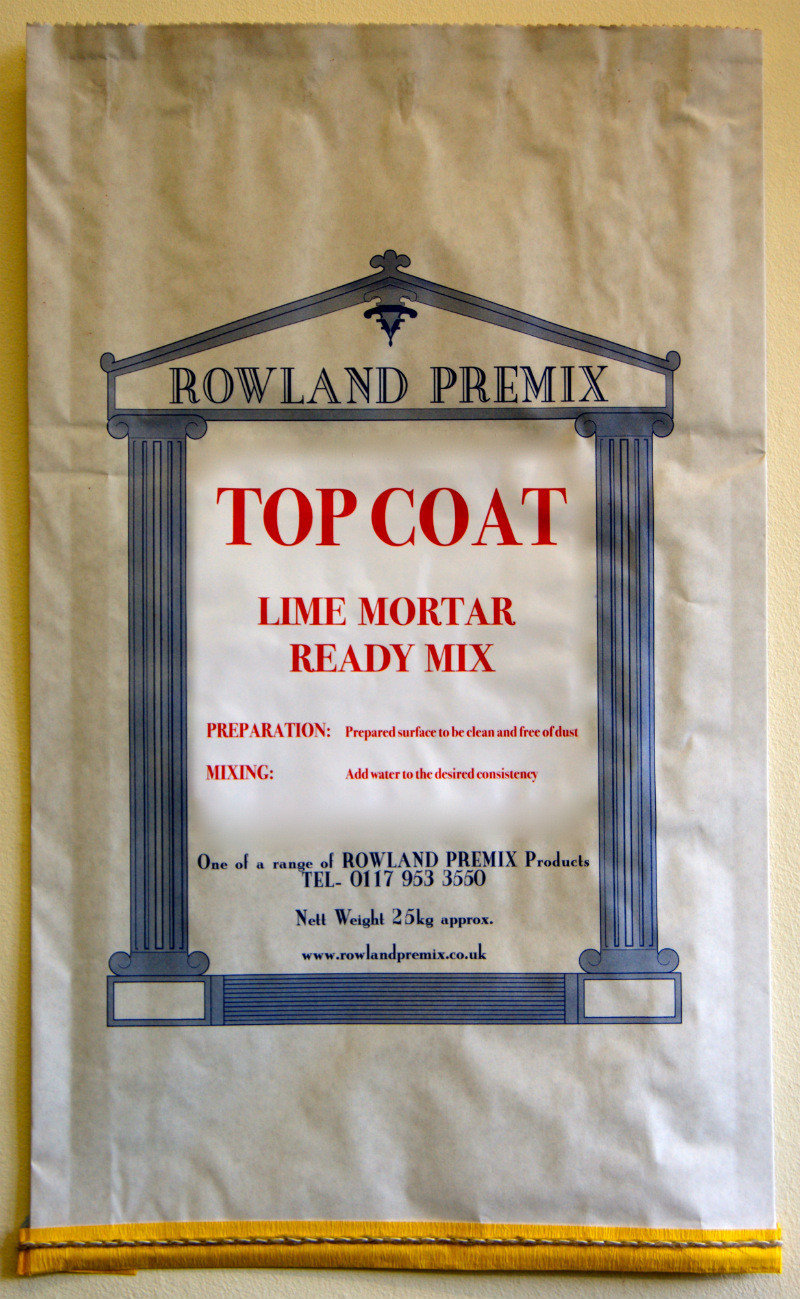 ROWLAND PREMIX
TOP COAT
LIME MORTAR
READY MIX
PREPARATION: Prepared surface to be clean and free of dust
MIXING: Add water to the desired consistency
One of a range of ROWLAND PREMIX Products
TEL- 0117 953 3550
Nett Weight 25kg approx.
www.rowlandpremix.co.uk